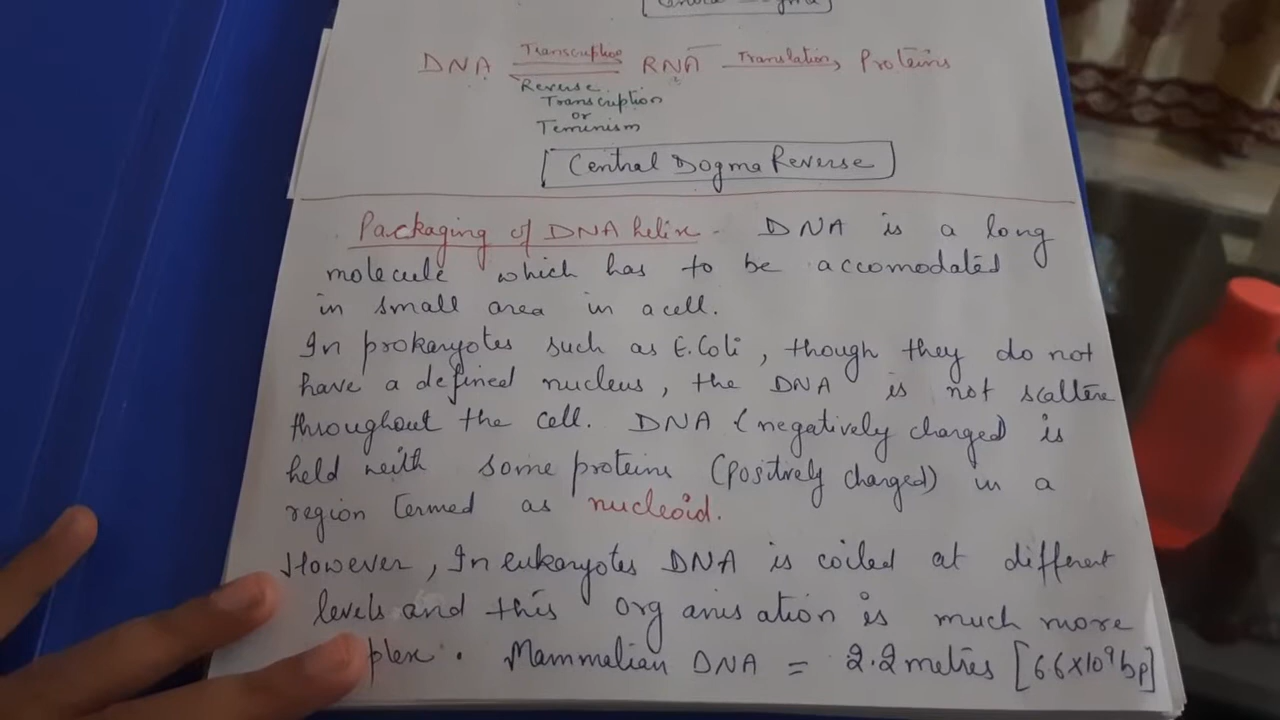 Central Dogma
DNA Transcription RNA Translation Proteins
Reverse
Transcription
or
Teminism
Central Dogma Reverse
Packaging of DNA helix - DNA is a long
molecule which has to be accomodated
in small area in a cell.
In prokaryotes such as E.Coli, though they do not
have a defined nucleus, the DNA is not scattere
throughout the cell. DNA (negatively charged) is
held with some proteins (positively charged) in a
region termed as nucleoid.
However, In eukaryotes DNA is coiled at different
levels and this organisation is much more
plex. Mammalian DNA = 2.2 metres [66x10⁹bp]